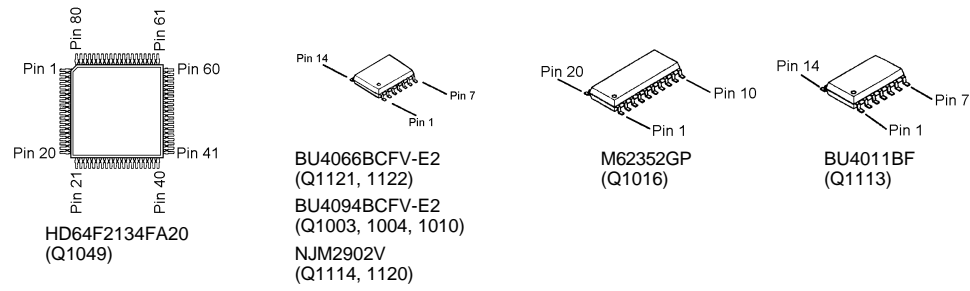 Pin 80
Pin 61
Pin 1
Pin 60
Pin 20
Pin 41
Pin 21
Pin 40
HD64F2134FA20
(Q1049)
Pin 14
Pin 7
Pin 1
BU4066BCFV-E2
(Q1121, 1122)
BU4094BCFV-E2
(Q1003, 1004, 1010)
NJM2902V
(Q1114, 1120)
Pin 20
Pin 10
Pin 1
M62352GP
(Q1016)
Pin 14
Pin 7
Pin 1
BU4011BF
(Q1113)